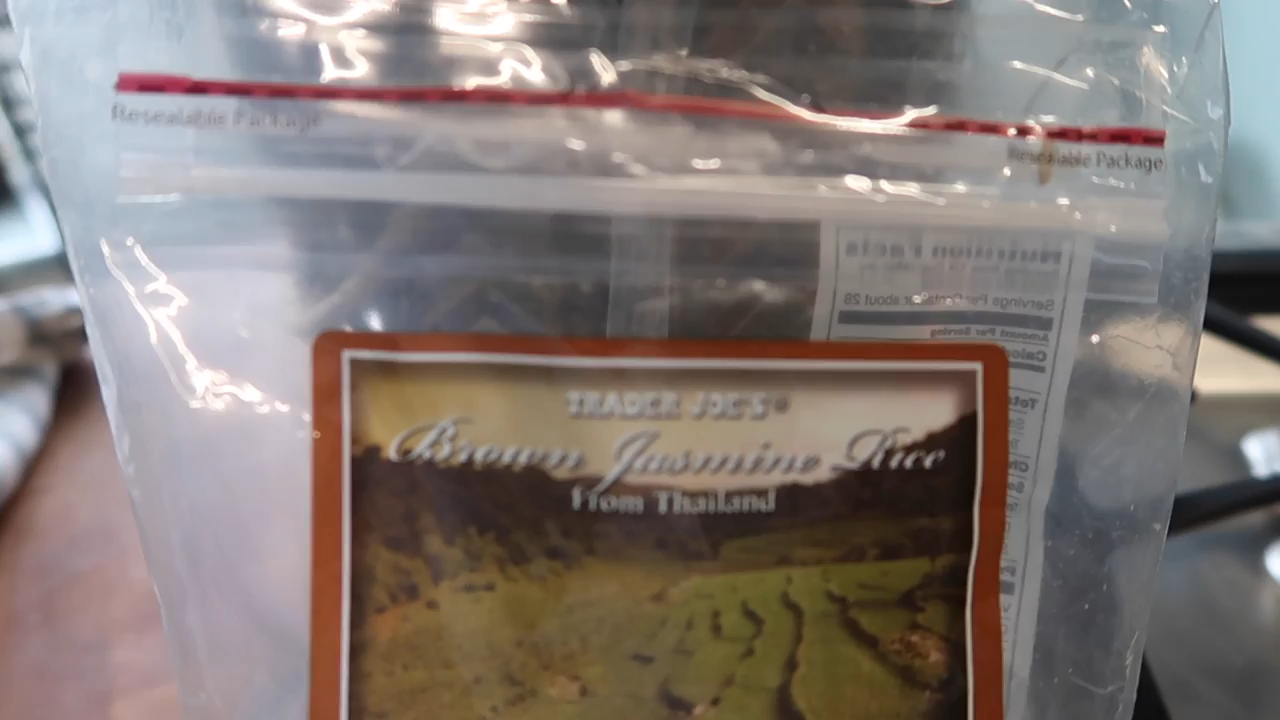 Resealable Package
Resealable Package
Nutrition Facts
Servings Per Container about 28
Amount Per Serving
TRADER JOE'S®
Brown Jasmine Rice
From Thailand